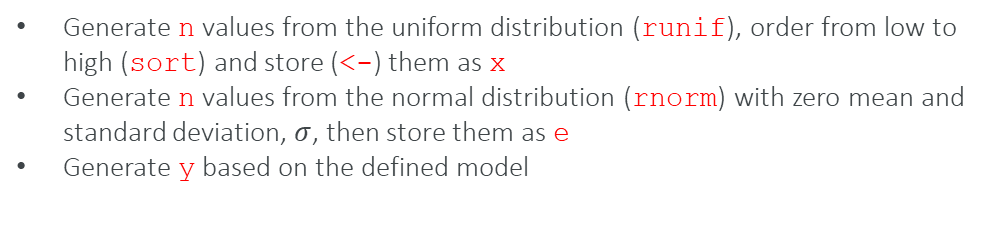 • Generate n values from the uniform distribution (runif), order from low to
high (sort) and store (<-) them as x
• Generate n values from the normal distribution (rnorm) with zero mean and
standard deviation, σ, then store them as e
• Generate y based on the defined model